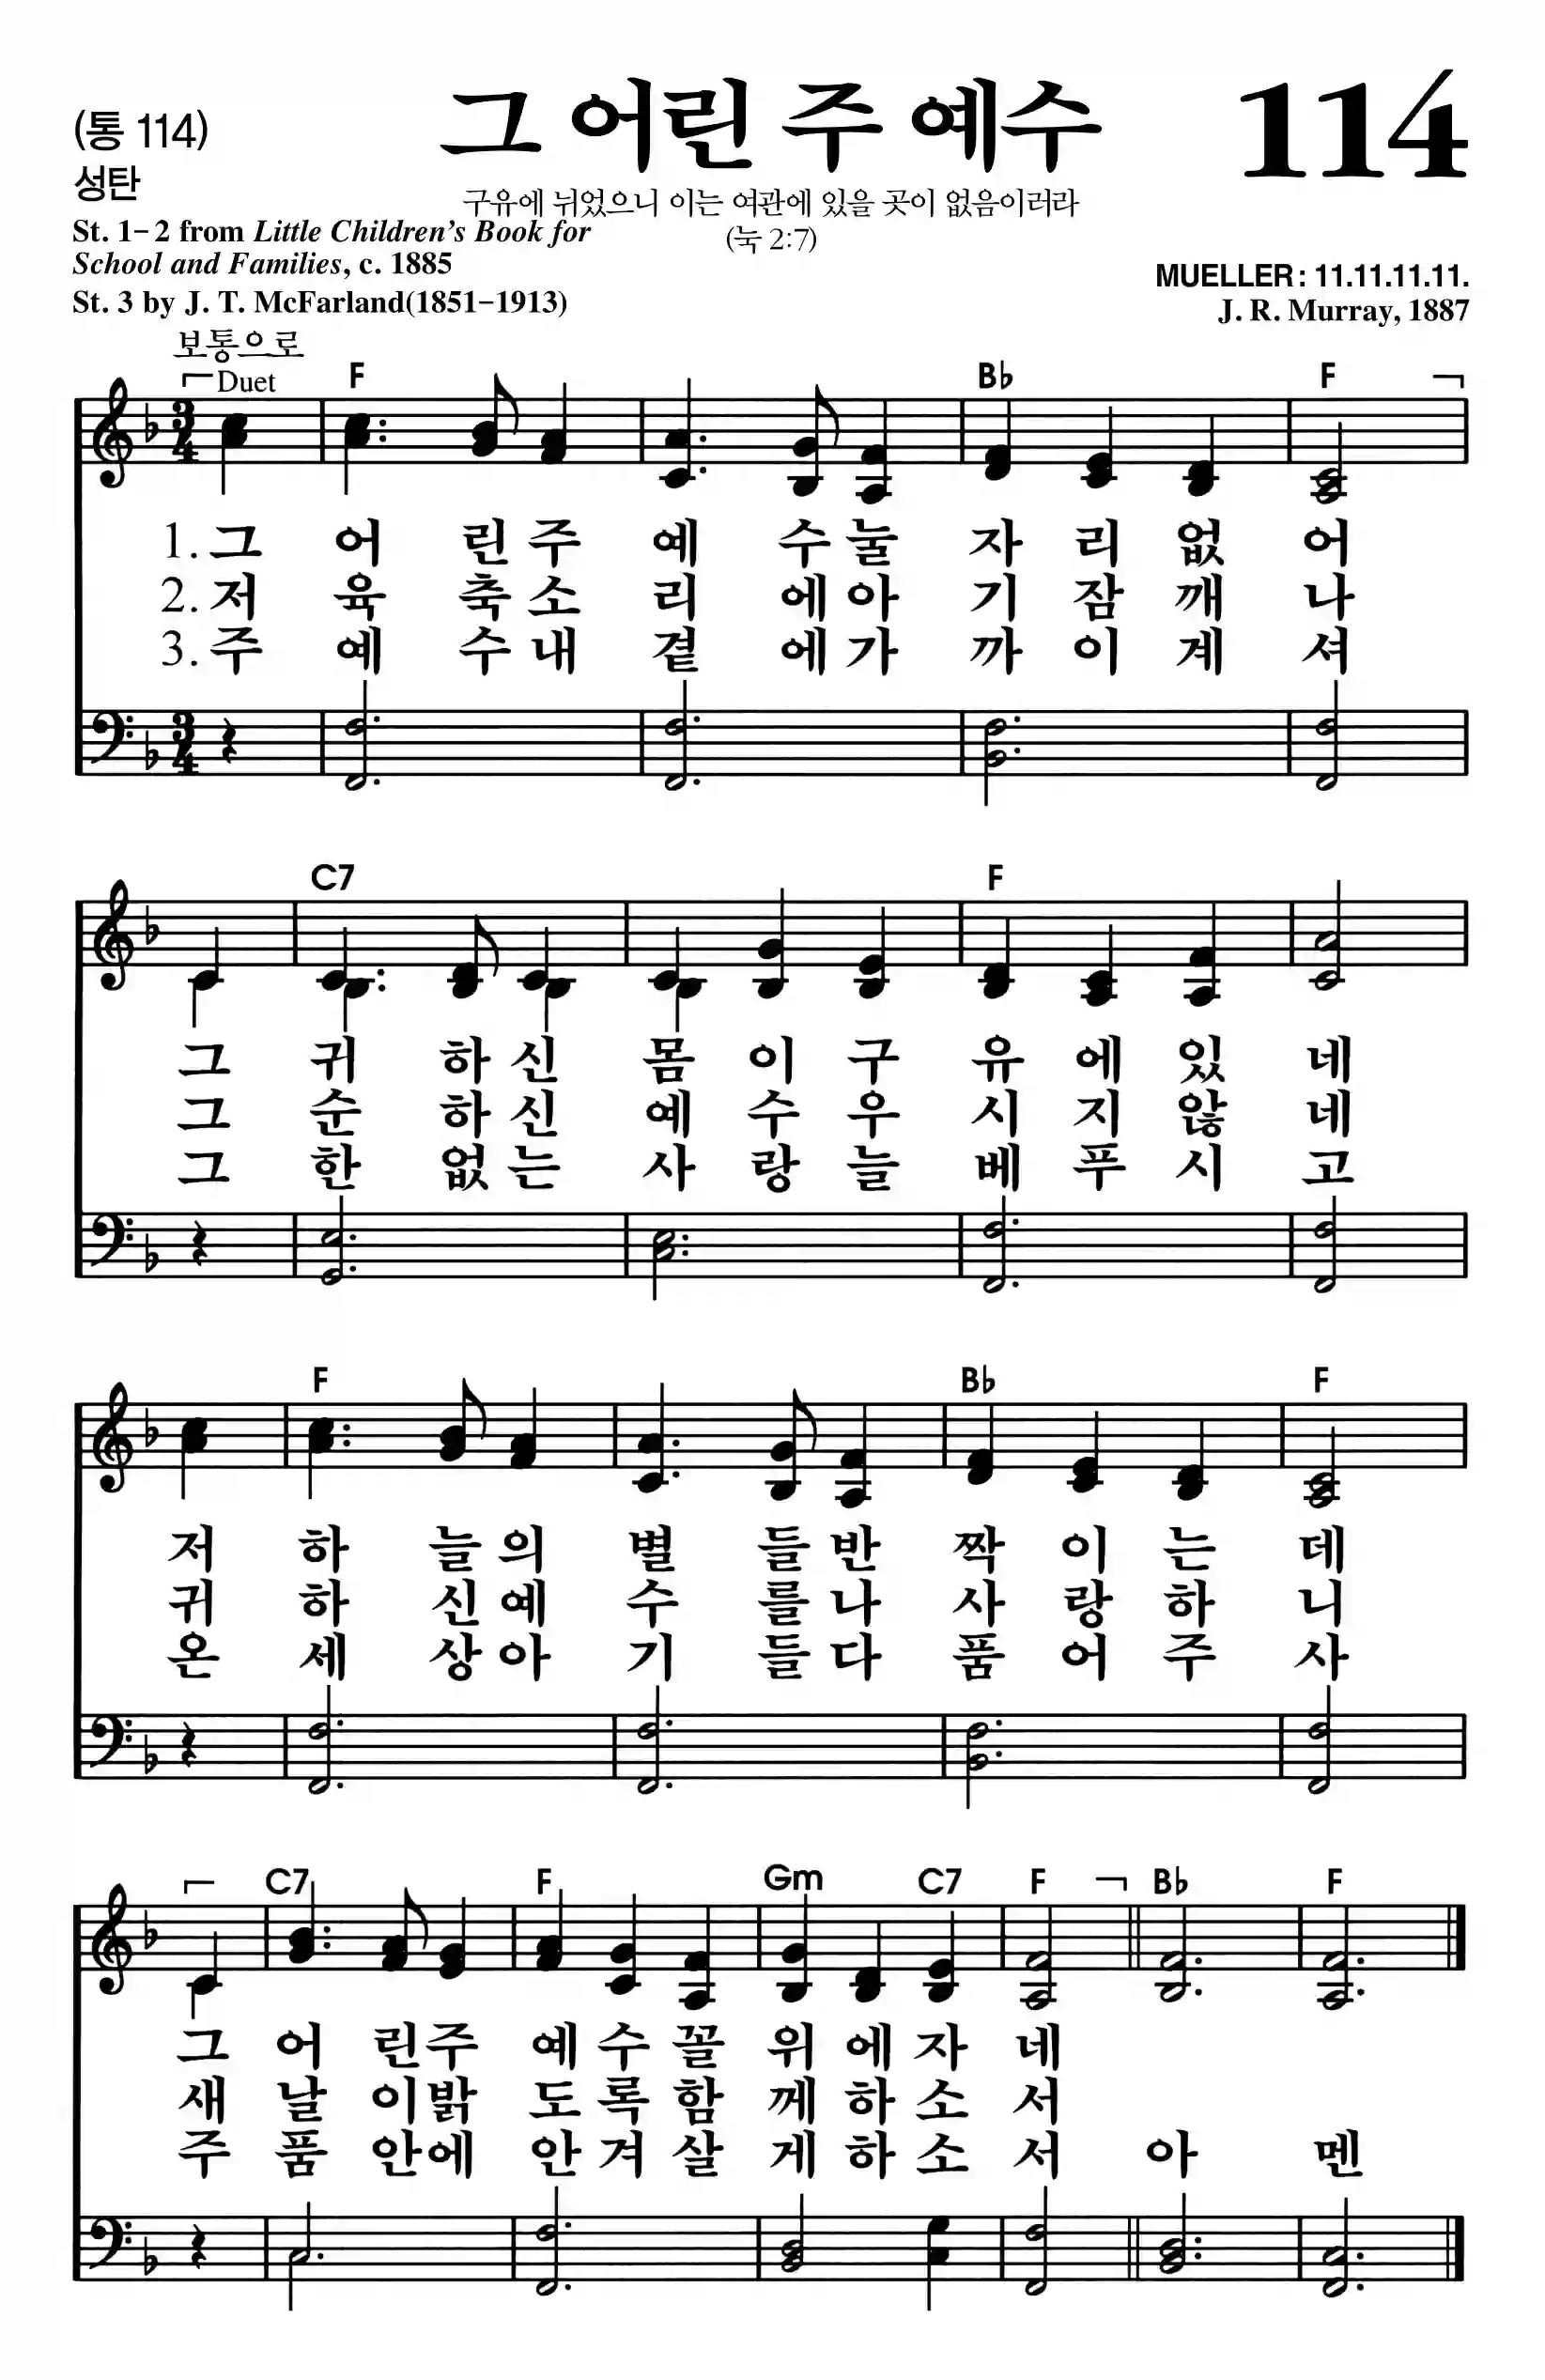 (통 114)
그 어린 주 예수
114
성탄
구유에 뉘었으니 이는 여관에 있을 곳이 없음이러라
(눅 2:7)
St. 1-2 from Little Children's Book for
School and Families, c. 1885
St. 3 by J. T. McFarland(1851-1913)
MUELLER : 11.11.11.11.
J. R. Murray, 1887
보통으로
Duet F B♭ F
3 4
1. 그 어 린 주 예 수 눌 자 리 없 어
2. 저 육 축 소 리 에 아 기 잠 깨 나
3. 주 예 수 내 곁 에 가 까 이 계 셔
3 4
C7 F
그 귀 하 신 몸 이 구 유 에 있 네
그 순 하 신 예 수 우 시 지 않 네
그 한 없 는 사 랑 늘 베 푸 시 고
F B♭ F
저 하 늘 의 별 들 반 짝 이 는 데
귀 하 신 예 수 를 나 사 랑 하 니
온 세 상 아 기 들 다 품 어 주 사
C7 F Gm C7 F B♭ F
그 어 린 주 예 수 꼴 위 에 자 네
새 날 이 밝 도 록 함 께 하 소 서
주 품 안 에 안 겨 살 게 하 소 서 아 멘